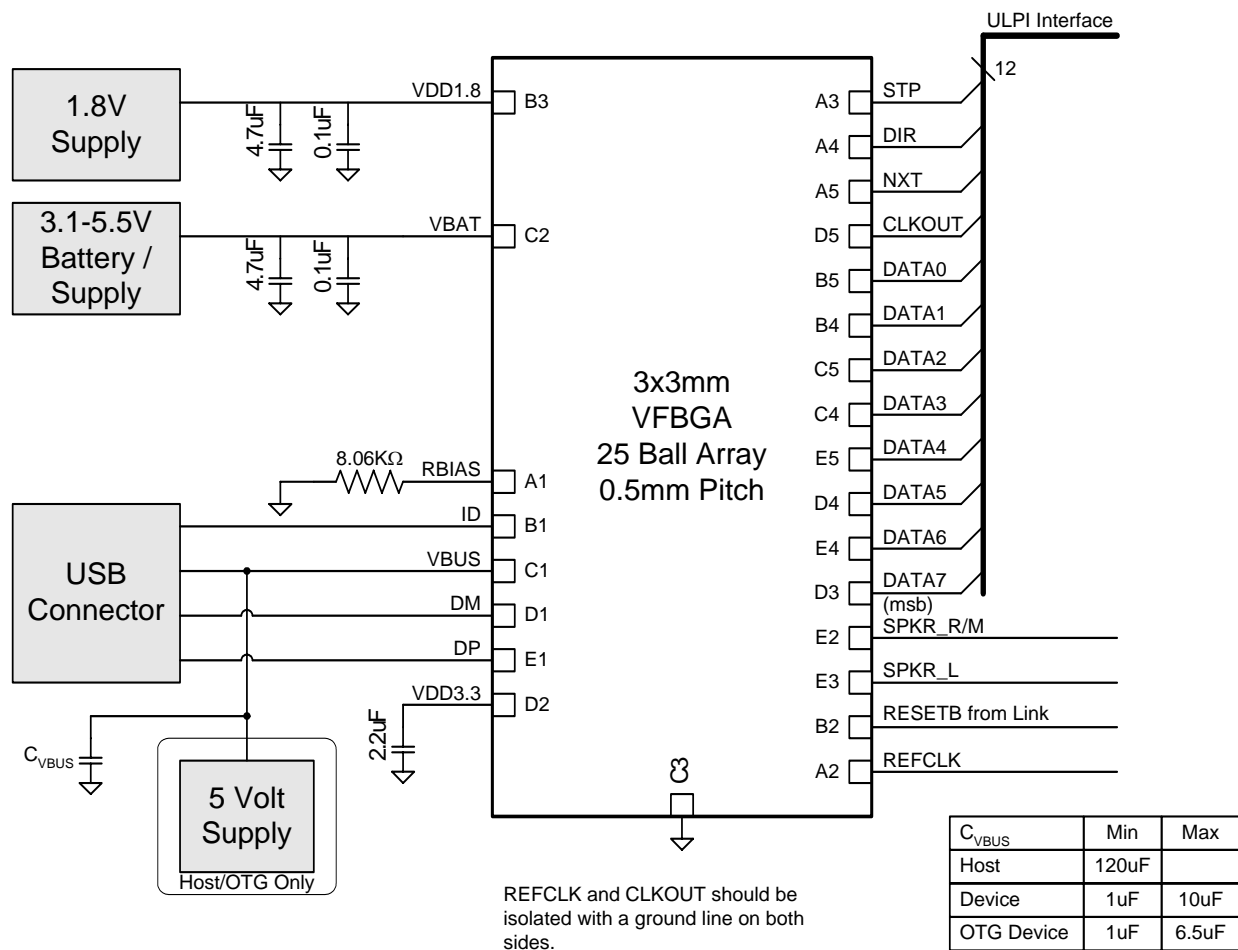 ULPI Interface
12
1.8V
Supply
VDD1.8
B3
4.7uF
0.1uF
3.1-5.5V
Battery /
Supply
VBAT
C2
4.7uF
0.1uF
3x3mm
VFBGA
25 Ball Array
0.5mm Pitch
8.06KΩ
RBIAS
A1
USB
Connector
ID
B1
VBUS
C1
DM
D1
DP
E1
VDD3.3
D2
2.2uF
C3
CVBUS
5 Volt
Supply
Host/OTG Only
A3
STP
A4
DIR
A5
NXT
D5
CLKOUT
B5
DATA0
B4
DATA1
C5
DATA2
C4
DATA3
E5
DATA4
D4
DATA5
E4
DATA6
D3
DATA7
(msb)
E2
SPKR_R/M
E3
SPKR_L
B2
RESETB from Link
A2
REFCLK
REFCLK and CLKOUT should be
isolated with a ground line on both
sides.
CVBUS Min Max
Host 120uF
Device 1uF 10uF
OTG Device 1uF 6.5uF